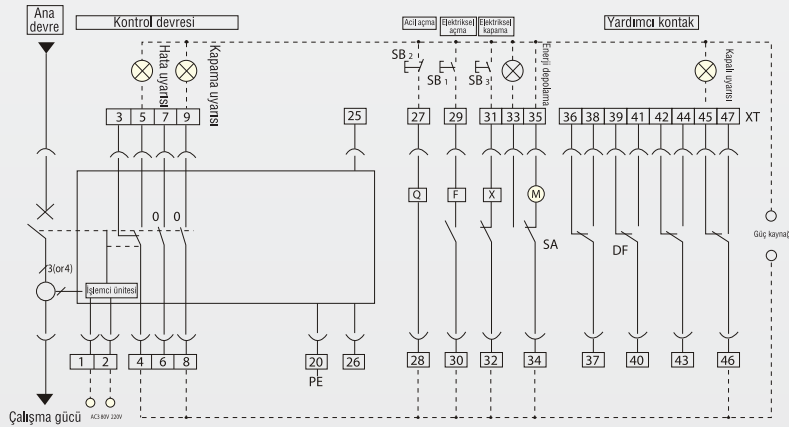 Ana
devre
Kontrol devresi
Acil açma
Elektriksel
açma
Elektriksel
kapama
Yardımcı kontak
Hata uyarısı
Kapama uyarısı
SB2
SB1
SB3
Enerji depolama
Kapalı uyarısı
3 5 7 9
25
27
29
31 33 35
36 38 39 41 42 44 45 47 XT
Q
F
X
M
0
0
SA
DF
Güç kaynağı
3(or4)
İşlemci ünitesi
1 2
4 6 8
20
26
28
30
32
34
37
40
43
46
PE
Çalışma gücü
AC380V 220V